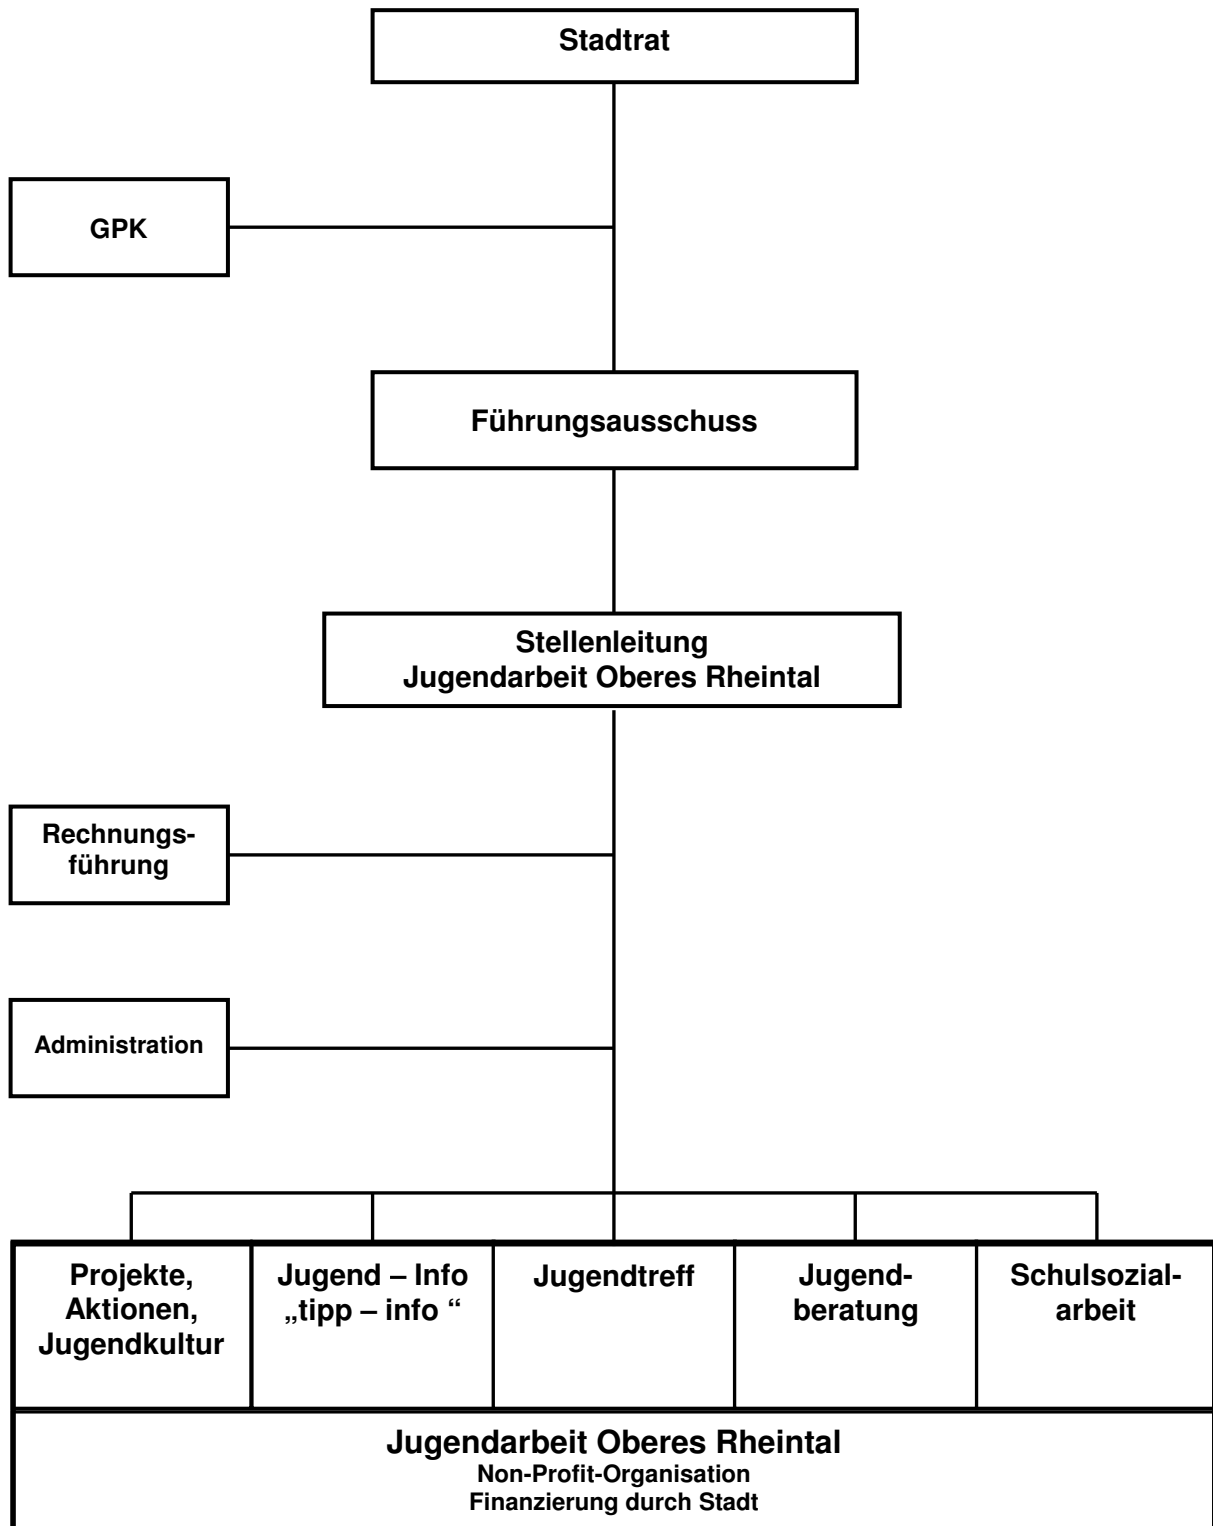 Stadtrat
GPK
Führungsausschuss
Stellenleitung
Jugendarbeit Oberes Rheintal
Rechnungs-
führung
Administration
Projekte,
Aktionen,
Jugendkultur
Jugend – Info
„tipp – info “
Jugendtreff
Jugend-
beratung
Schulsozial-
arbeit
Jugendarbeit Oberes Rheintal
Non-Profit-Organisation
Finanzierung durch Stadt